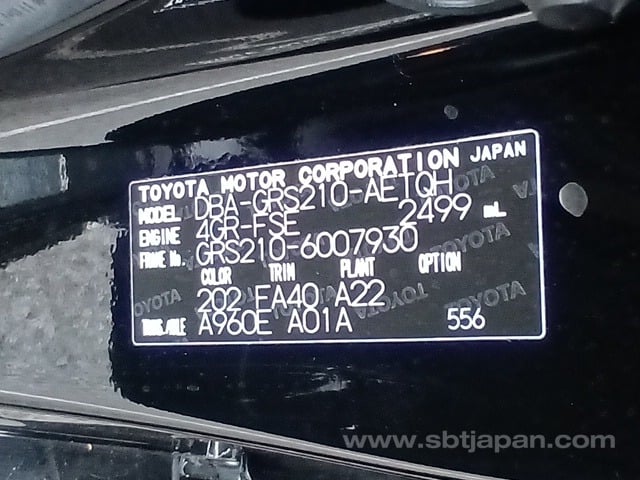 TOYOTA MOTOR CORPORATION JAPAN
MODEL DBA-GRS210-AETQH
ENGINE 4GR-FSE 2499 mL
FRAME No. GRS210-6007930
COLOR TRIM PLANT OPTION
202 FA40 A22
TRANS/AXLE A960E A01A 556
www.sbtjapan.com